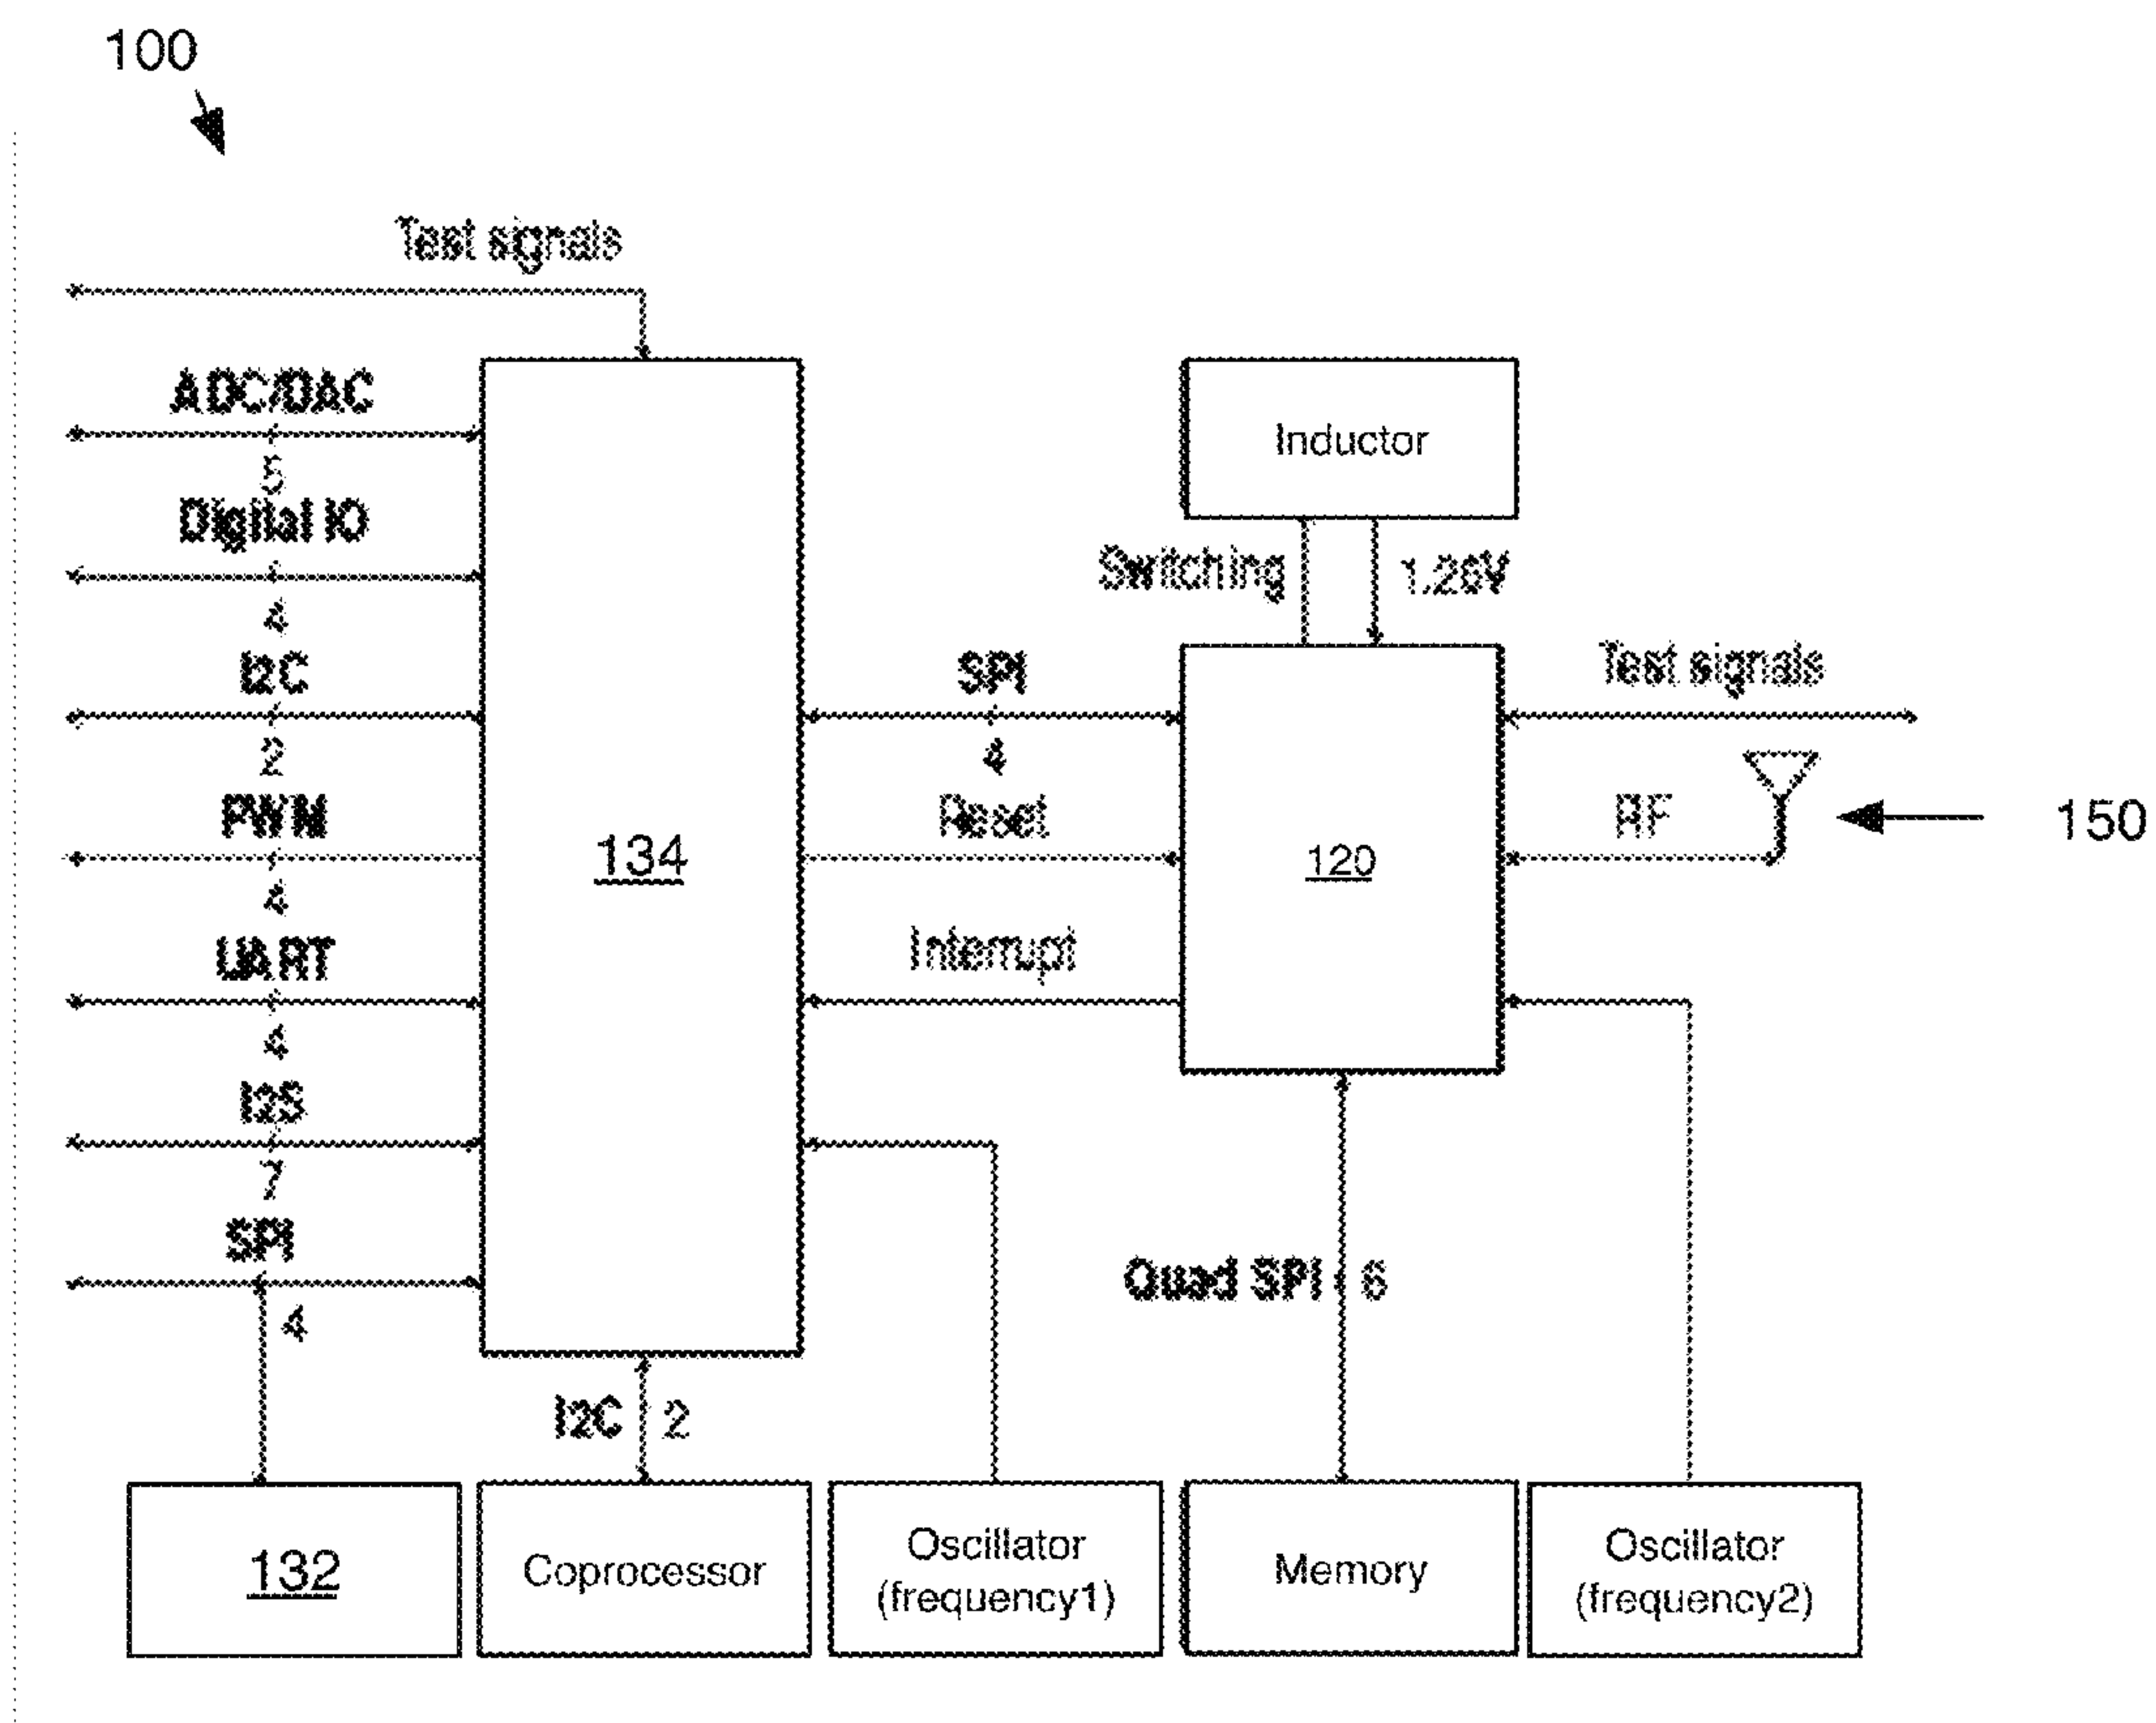 100
Test signals
ADC/DAC
5
Digital IO
4
I2C
2
PWM
4
UART
4
I2S
7
SPI
4
134
Inductor
Switching
SPI
4
Reset
Interrupt
120
Test signals
RF
150
Quad SPI 6
I2C 2
132
Coprocessor
Oscillator
(frequency1)
Memory
Oscillator
(frequency2)